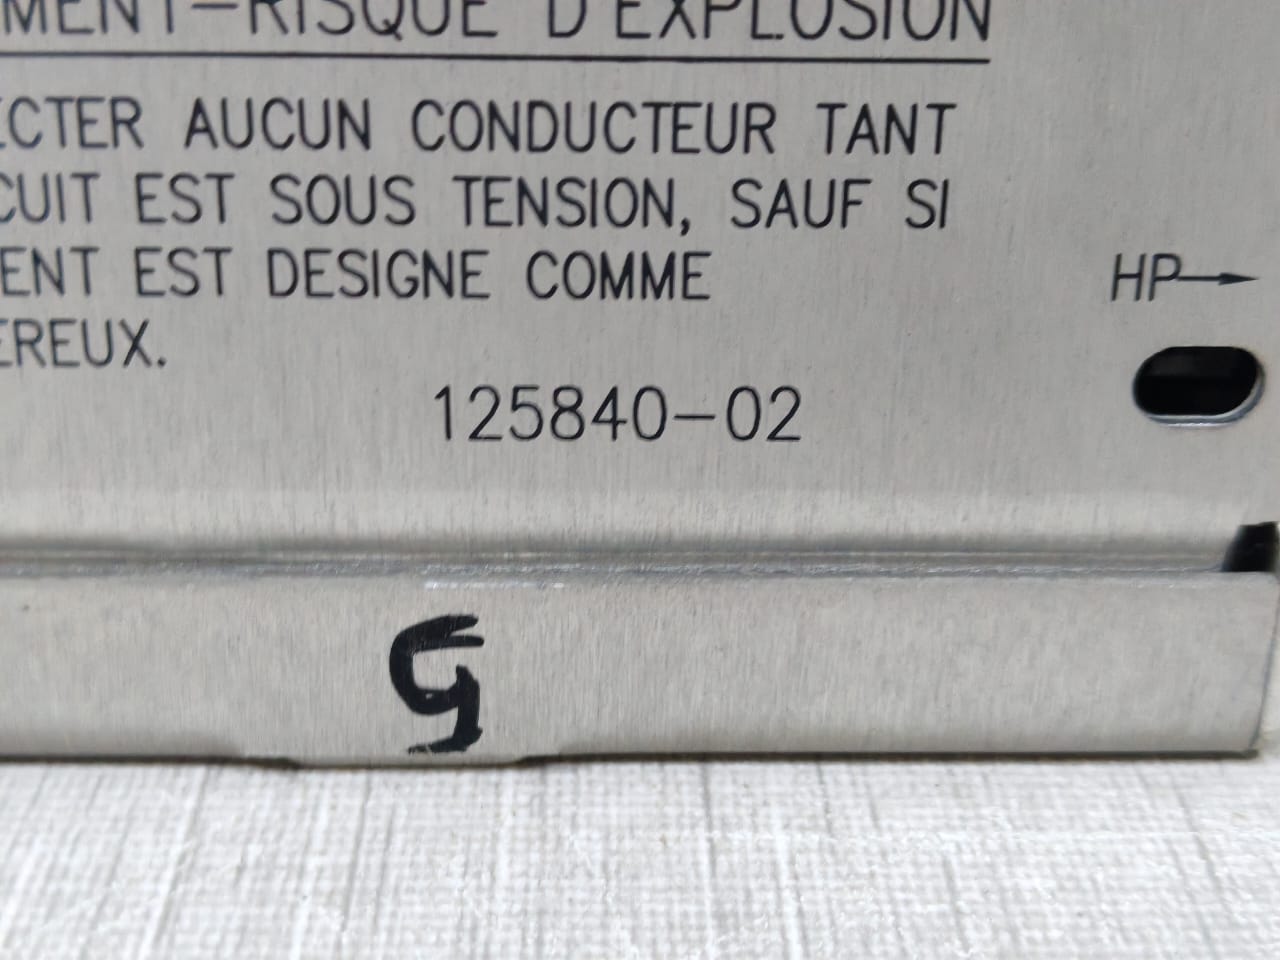 MENT-RISQUE D'EXPLOSION
ECTER AUCUN CONDUCTEUR TANT
CUIT EST SOUS TENSION, SAUF SI
ENT EST DESIGNE COMME
EREUX.
HP→
125840-02
5